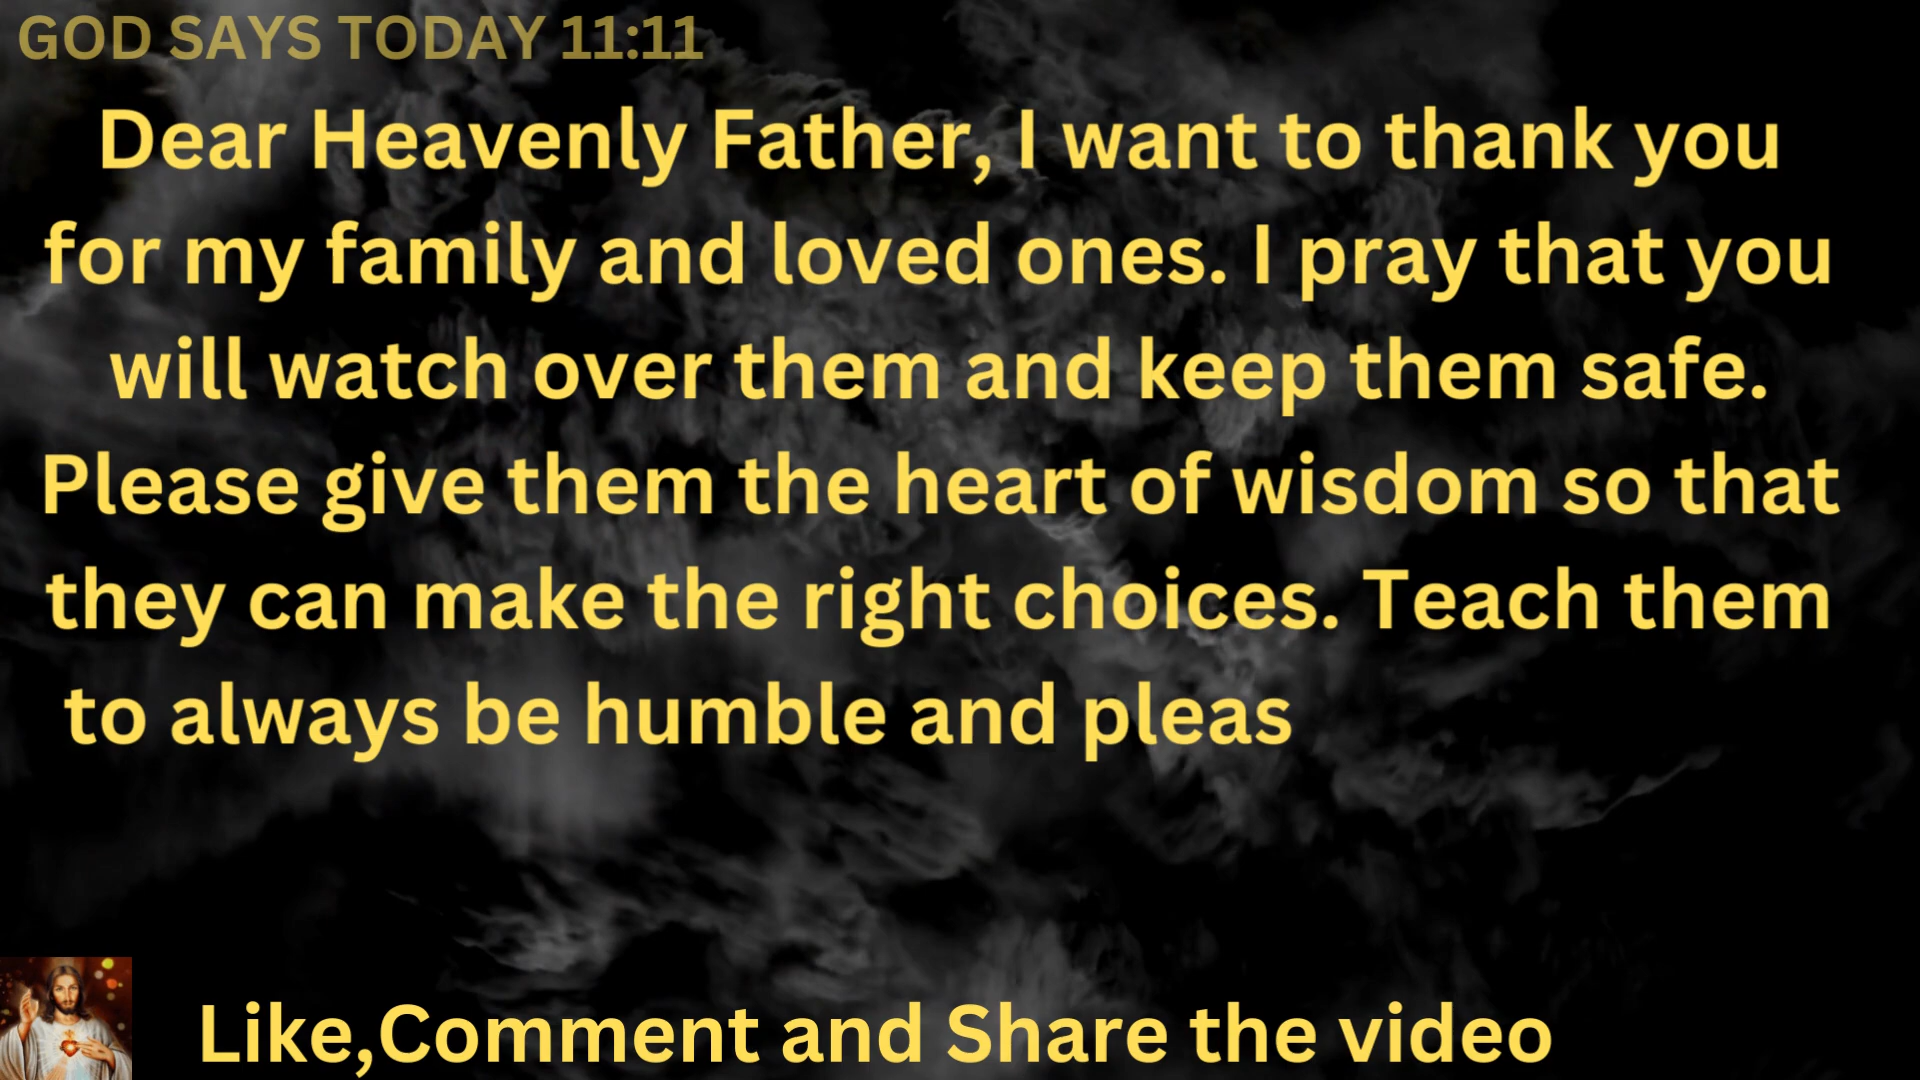 GOD SAYS TODAY 11:11
Dear Heavenly Father, I want to thank you
for my family and loved ones. I pray that you
will watch over them and keep them safe.
Please give them the heart of wisdom so that
they can make the right choices. Teach them
to always be humble and pleas
Like,Comment and Share the video